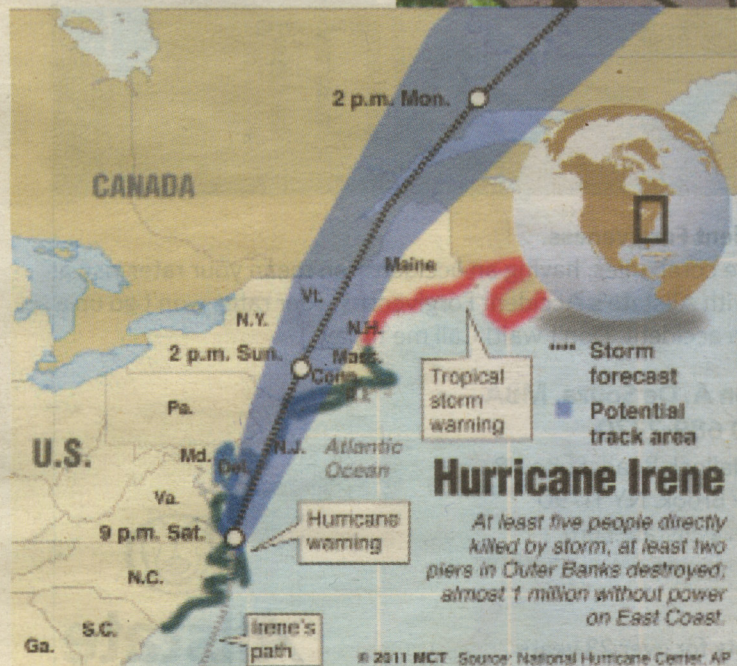 2 p.m. Mon.
CANADA
Maine
Vt.
N.Y.
N.H.
2 p.m. Sun.
Mass.
Conn.
R.I.
Tropical
storm
warning
Storm
forecast
Potential
track area
Pa.
U.S.
Md.
Del.
N.J.
Atlantic
Ocean
Va.
9 p.m. Sat.
Hurricane
warning
N.C.
S.C.
Ga.
Irene's
path
Hurricane Irene
At least five people directly
killed by storm; at least two
piers in Outer Banks destroyed;
almost 1 million without power
on East Coast.
© 2011 MCT Source: National Hurricane Center, AP